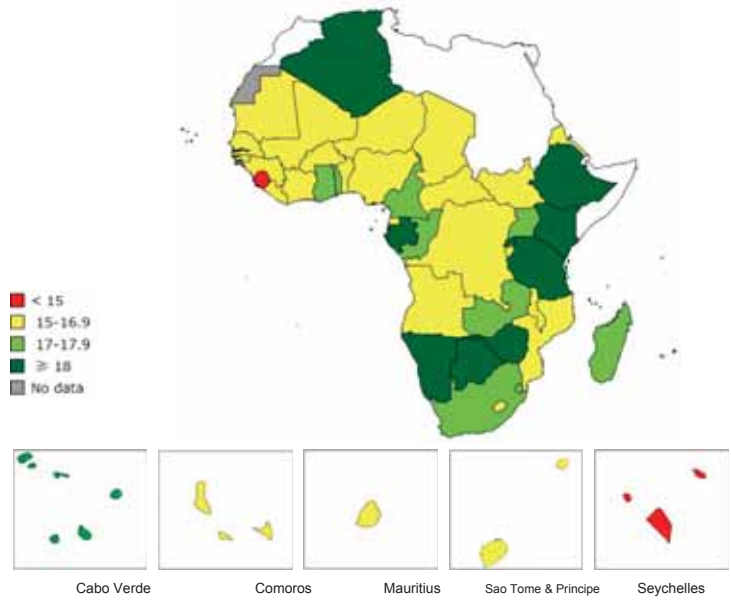 < 15
15-16.9
17-17.9
≥ 18
No data
Cabo Verde
Comoros
Mauritius
Sao Tome & Principe
Seychelles